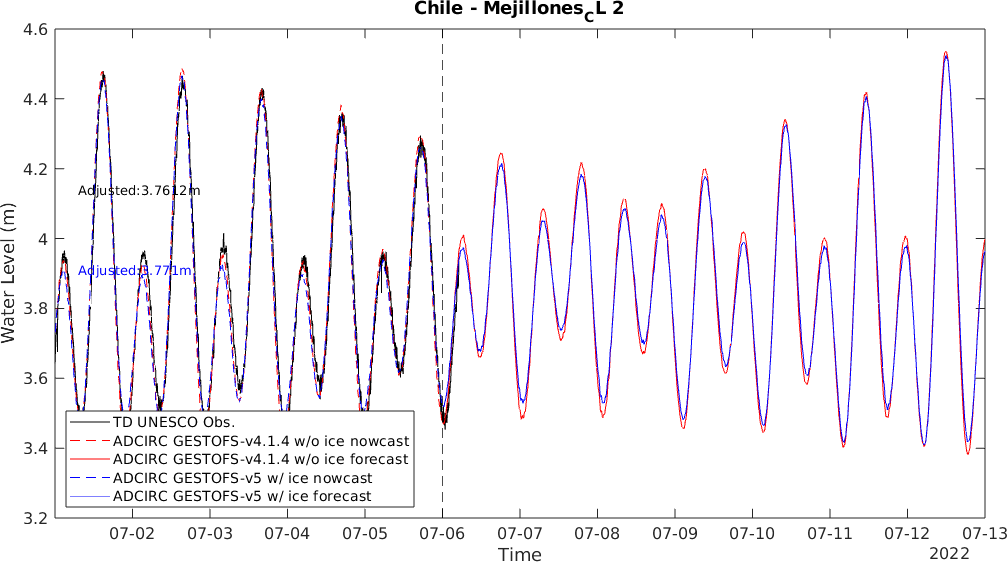 Chile - Mejillones_CL 2
4.6
4.4
4.2
4
3.8
3.6
3.4
3.2
Water Level (m)
Adjusted:3.7612m
Adjusted:3.771m
TD UNESCO Obs.
ADCIRC GESTOFS-v4.1.4 w/o ice nowcast
ADCIRC GESTOFS-v4.1.4 w/o ice forecast
ADCIRC GESTOFS-v5 w/ ice nowcast
ADCIRC GESTOFS-v5 w/ ice forecast
07-02 07-03 07-04 07-05 07-06 07-07 07-08 07-09 07-10 07-11 07-12 07-13
Time
2022